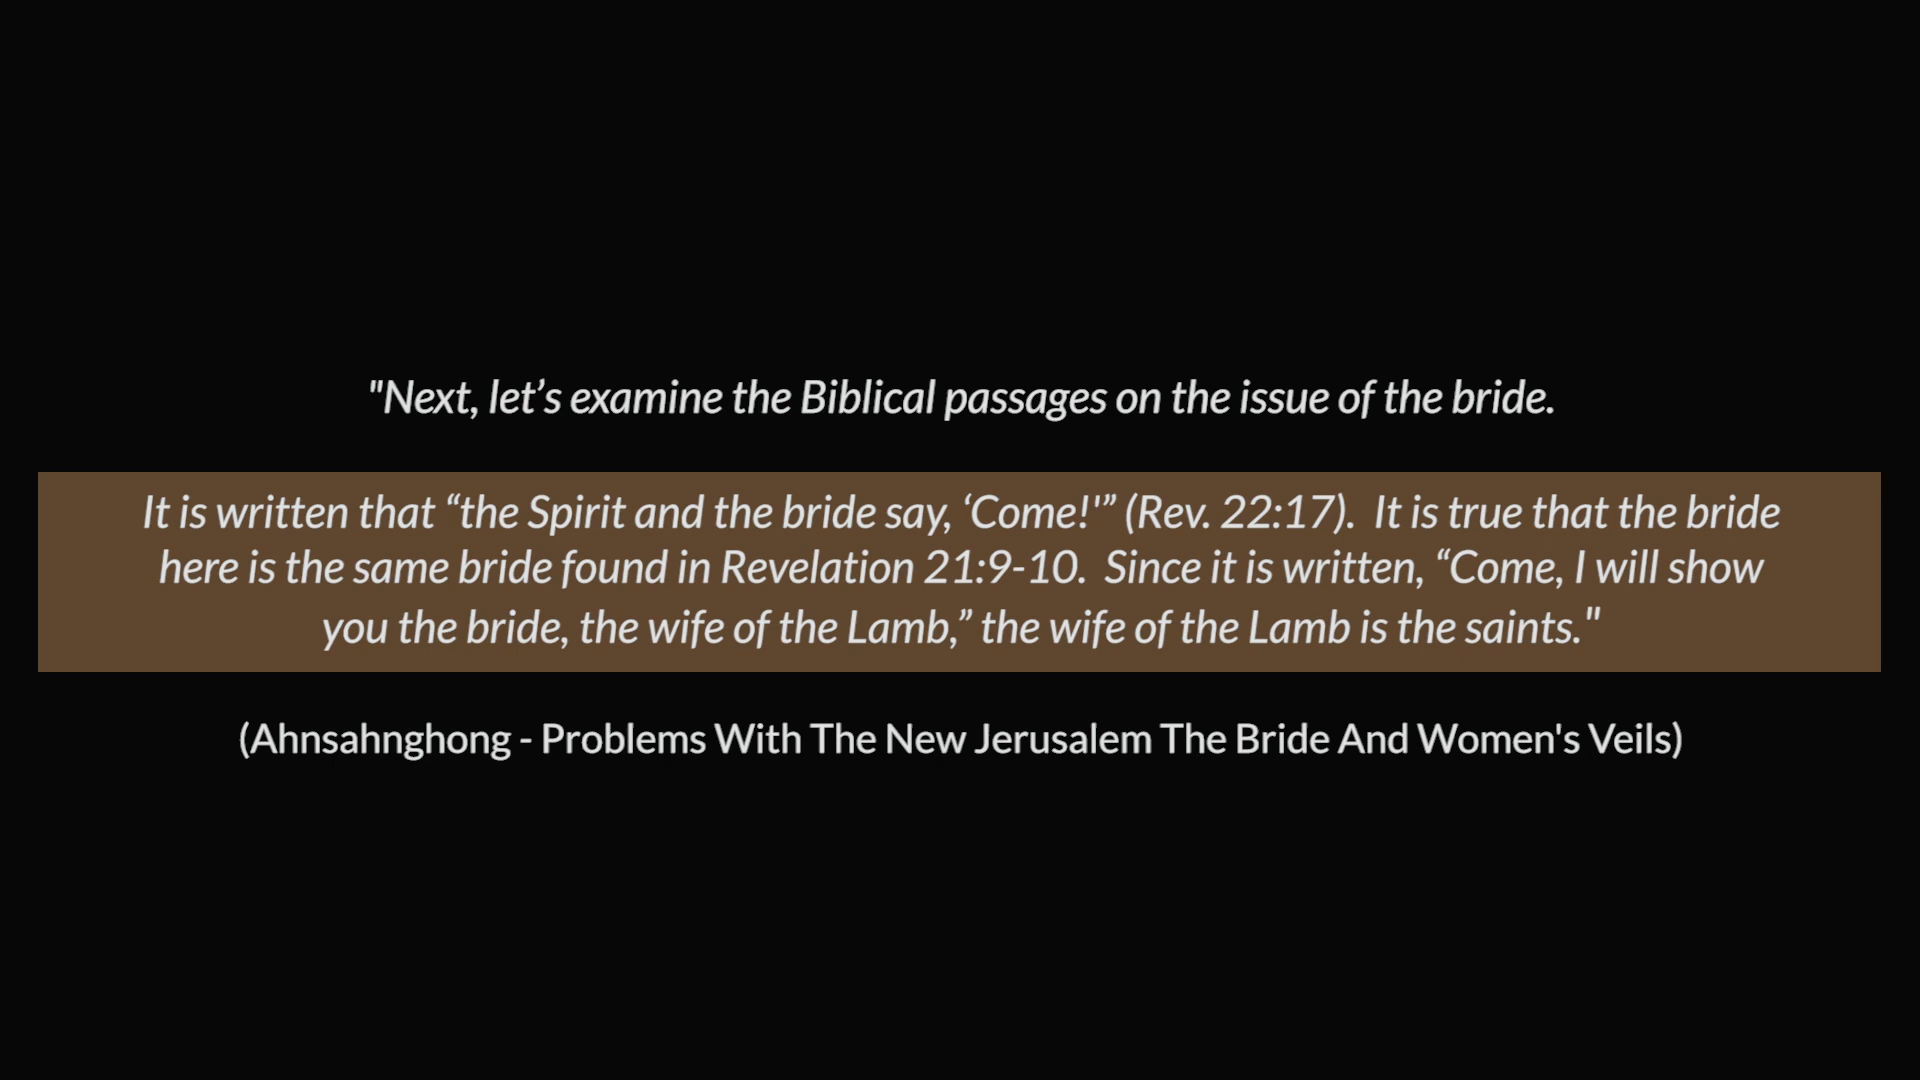 "Next, let’s examine the Biblical passages on the issue of the bride.
It is written that “the Spirit and the bride say, ‘Come!'” (Rev. 22:17).  It is true that the bride
here is the same bride found in Revelation 21:9-10.  Since it is written, “Come, I will show
you the bride, the wife of the Lamb,” the wife of the Lamb is the saints."
(Ahnsahnghong - Problems With The New Jerusalem The Bride And Women's Veils)